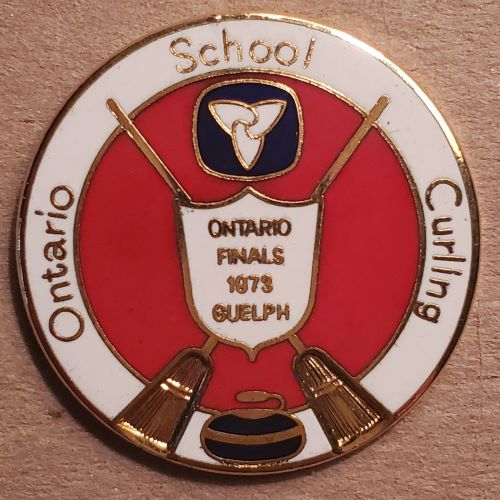 Ontario School Curling
ONTARIO
FINALS
1973
GUELPH